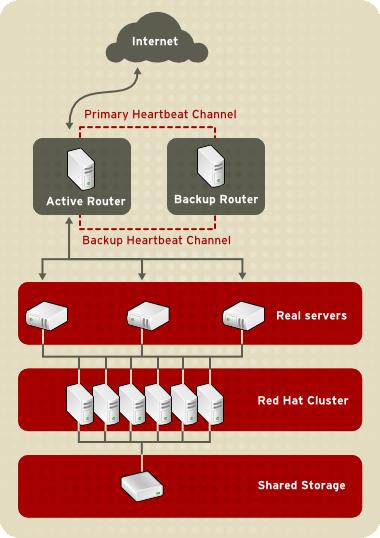 Internet
Primary Heartbeat Channel
Active Router
Backup Router
Backup Heartbeat Channel
Real servers
Red Hat Cluster
Shared Storage